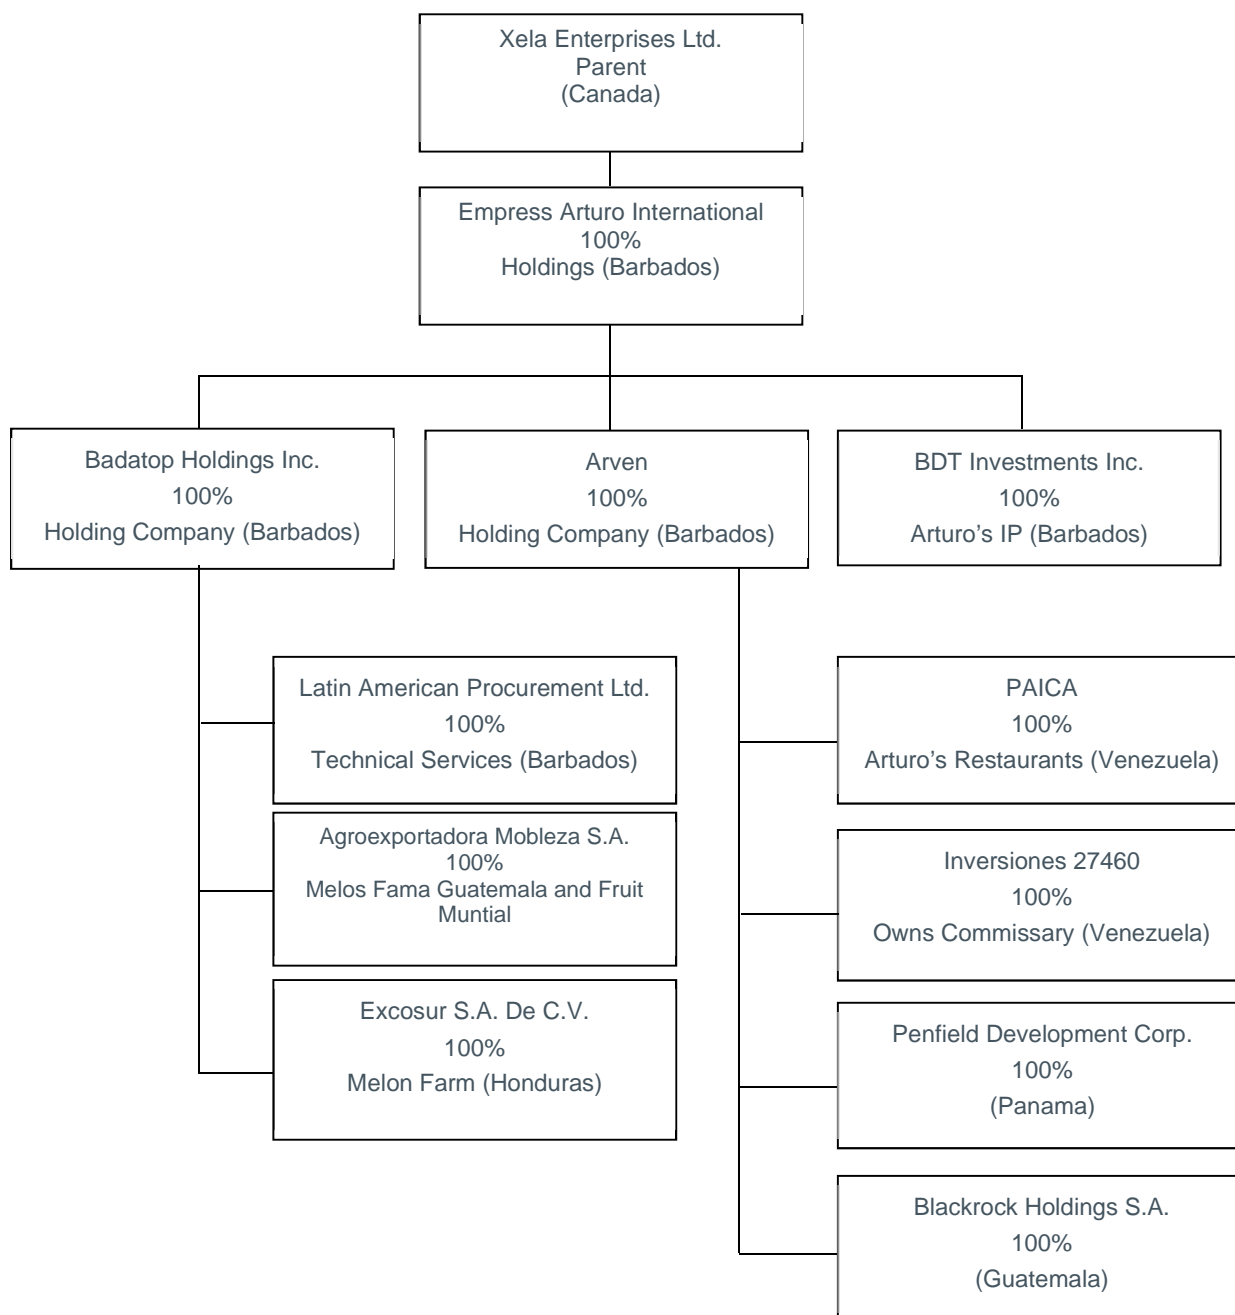 Xela Enterprises Ltd.
Parent
(Canada)
Empress Arturo International
100%
Holdings (Barbados)
Badatop Holdings Inc.
100%
Holding Company (Barbados)
Arven
100%
Holding Company (Barbados)
BDT Investments Inc.
100%
Arturo’s IP (Barbados)
Latin American Procurement Ltd.
100%
Technical Services (Barbados)
Agroexportadora Mobleza S.A.
100%
Melos Fama Guatemala and Fruit
Muntial
Excosur S.A. De C.V.
100%
Melon Farm (Honduras)
PAICA
100%
Arturo’s Restaurants (Venezuela)
Inversiones 27460
100%
Owns Commissary (Venezuela)
Penfield Development Corp.
100%
(Panama)
Blackrock Holdings S.A.
100%
(Guatemala)